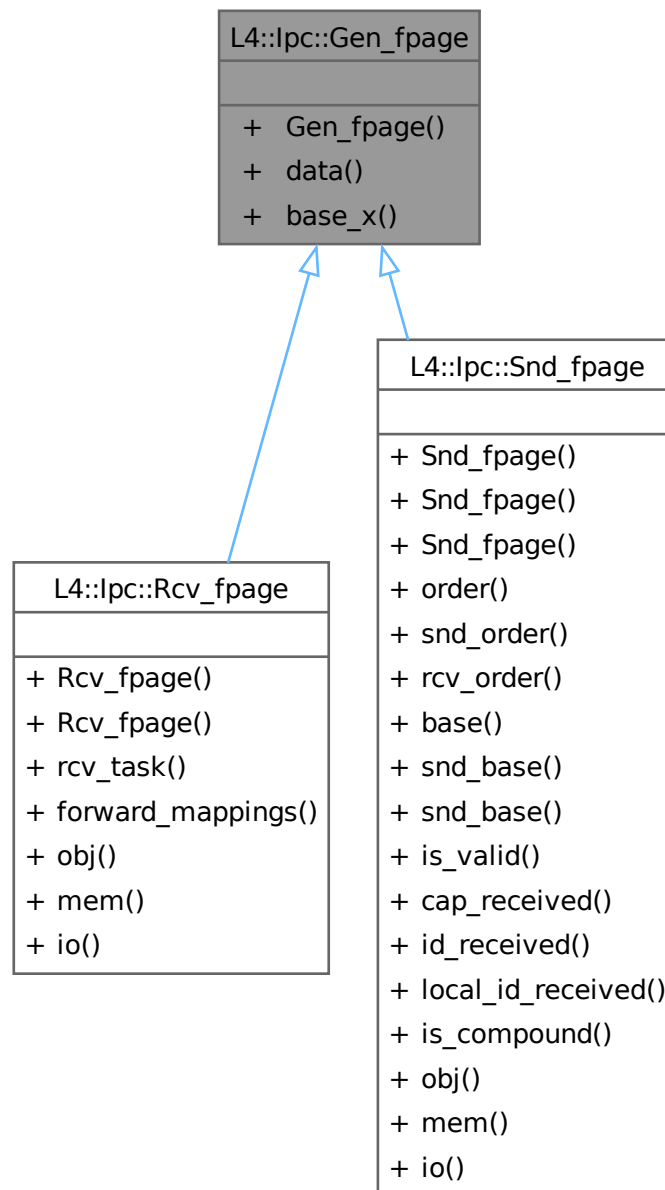 L4::Ipc::Gen_fpage
+ Gen_fpage()
+ data()
+ base_x()
L4::Ipc::Rcv_fpage
+ Rcv_fpage()
+ Rcv_fpage()
+ rcv_task()
+ forward_mappings()
+ obj()
+ mem()
+ io()
L4::Ipc::Snd_fpage
+ Snd_fpage()
+ Snd_fpage()
+ Snd_fpage()
+ order()
+ snd_order()
+ rcv_order()
+ base()
+ snd_base()
+ snd_base()
+ is_valid()
+ cap_received()
+ id_received()
+ local_id_received()
+ is_compound()
+ obj()
+ mem()
+ io()